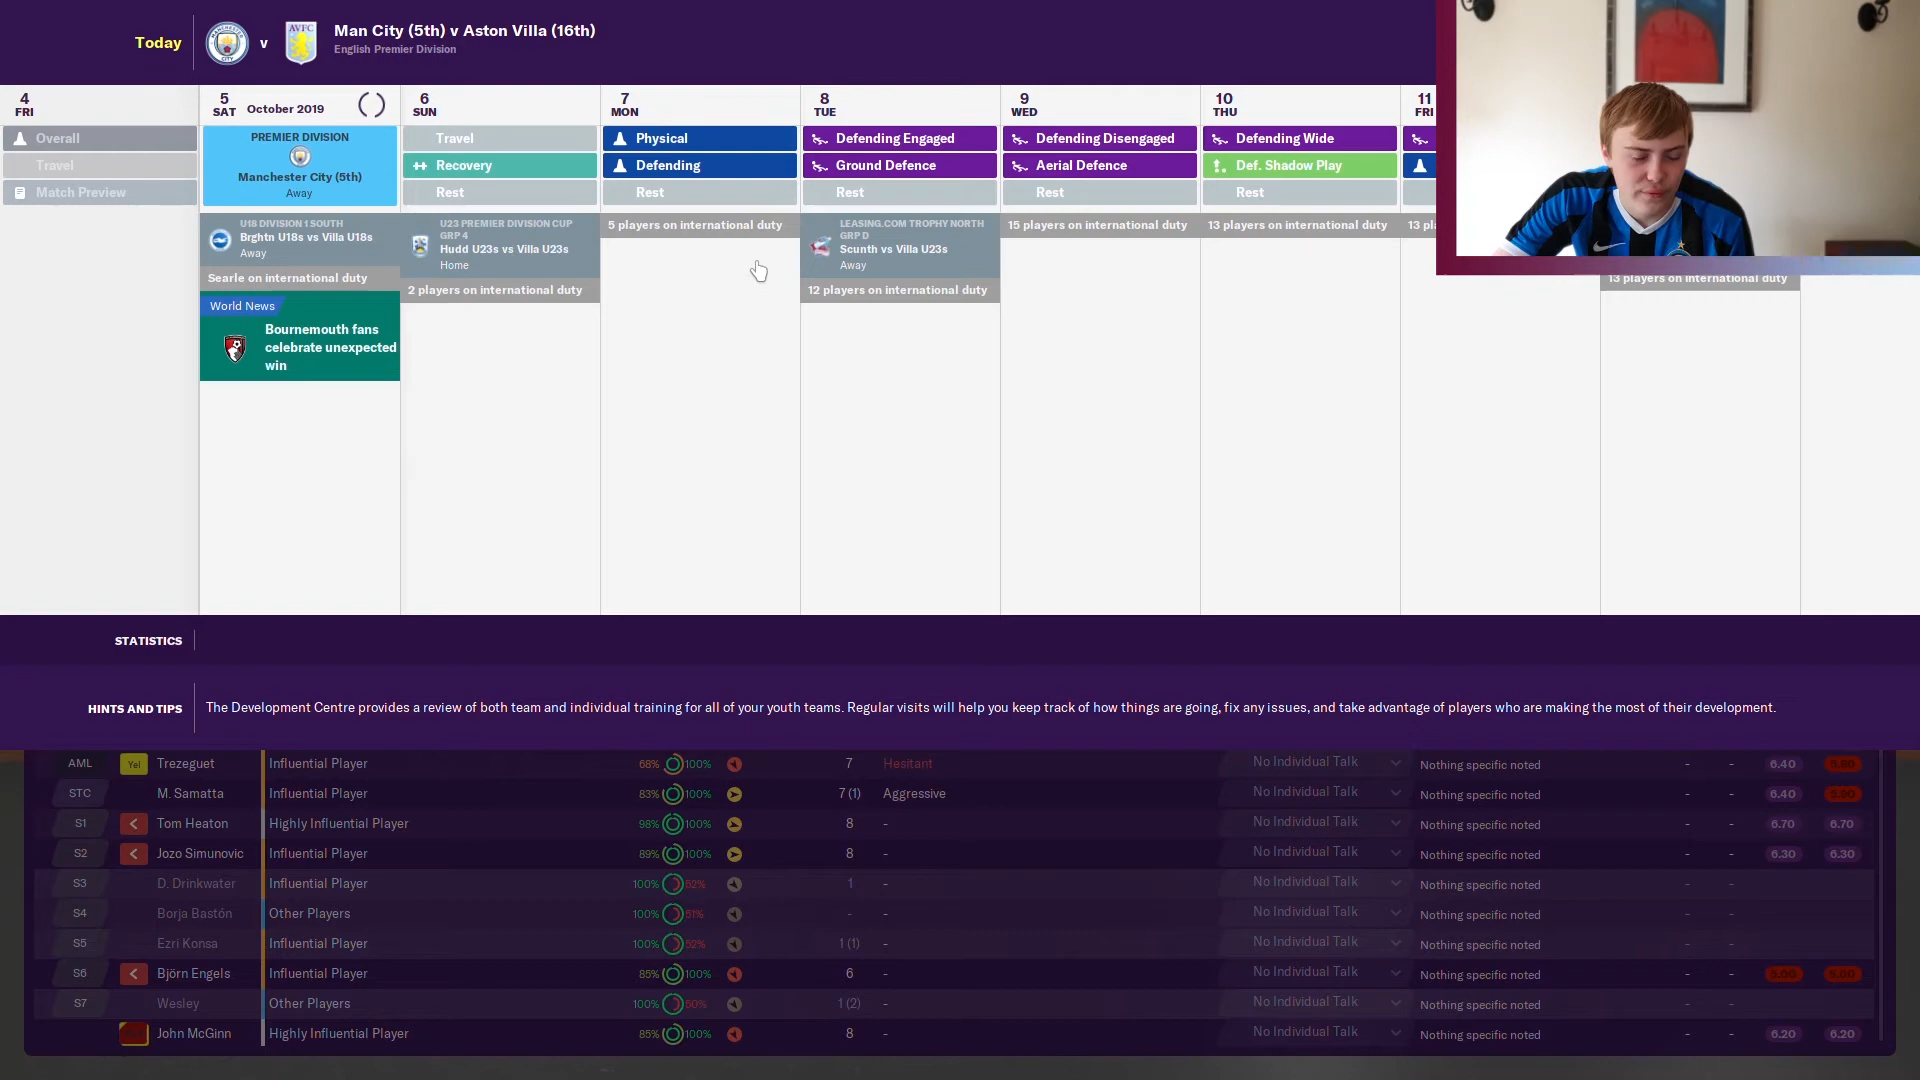 Today
v
AVFC
Man City (5th) v Aston Villa (16th)
English Premier Division
4
FRI
5
SAT
October 2019
6
SUN
7
MON
8
TUE
9
WED
10
THU
11
FRI
Overall
Travel
Match Preview
PREMIER DIVISION
Manchester City (5th)
Away
Travel
Recovery
Rest
Physical
Defending
Rest
Defending Engaged
Ground Defence
Rest
Defending Disengaged
Aerial Defence
Rest
Defending Wide
Def. Shadow Play
Rest
U18 DIVISION 1 SOUTH
Brghtn U18s vs Villa U18s
Away
Searle on international duty
World News
Bournemouth fans
celebrate unexpected
win
U23 PREMIER DIVISION CUP
GRP 4
Hudd U23s vs Villa U23s
Home
2 players on international duty
5 players on international duty
LEASING.COM TROPHY NORTH
GRP D
Scunth vs Villa U23s
Away
12 players on international duty
15 players on international duty
13 players on international duty
13 pl
13 players on international duty
STATISTICS
HINTS AND TIPS
The Development Centre provides a review of both team and individual training for all of your youth teams. Regular visits will help you keep track of how things are going, fix any issues, and take advantage of players who are making the most of their development.
AML Yel Trezeguet Influential Player 68% 100% 7 Hesitant No Individual Talk Nothing specific noted - - 6.40 5.80
STC M. Samatta Influential Player 83% 100% 7 (1) Aggressive No Individual Talk Nothing specific noted - - 6.40
S1 Tom Heaton Highly Influential Player 98% 100% 8 - No Individual Talk Nothing specific noted - - 6.70 6.70
S2 Jozo Simunovic Influential Player 89% 100% 8 - No Individual Talk Nothing specific noted - - 6.30 6.30
S3 D. Drinkwater Influential Player 100% 52% 1 - No Individual Talk Nothing specific noted - -
S4 Borja Bastón Other Players 100% 51% - - No Individual Talk Nothing specific noted - -
S5 Ezri Konsa Influential Player 100% 52% 1 (1) - No Individual Talk Nothing specific noted - -
S6 Björn Engels Influential Player 85% 100% 6 - No Individual Talk Nothing specific noted - -
S7 Wesley Other Players 100% 50% 1 (2) - No Individual Talk Nothing specific noted - -
John McGinn Highly Influential Player 85% 100% 8 - No Individual Talk Nothing specific noted - - 6.20 6.20